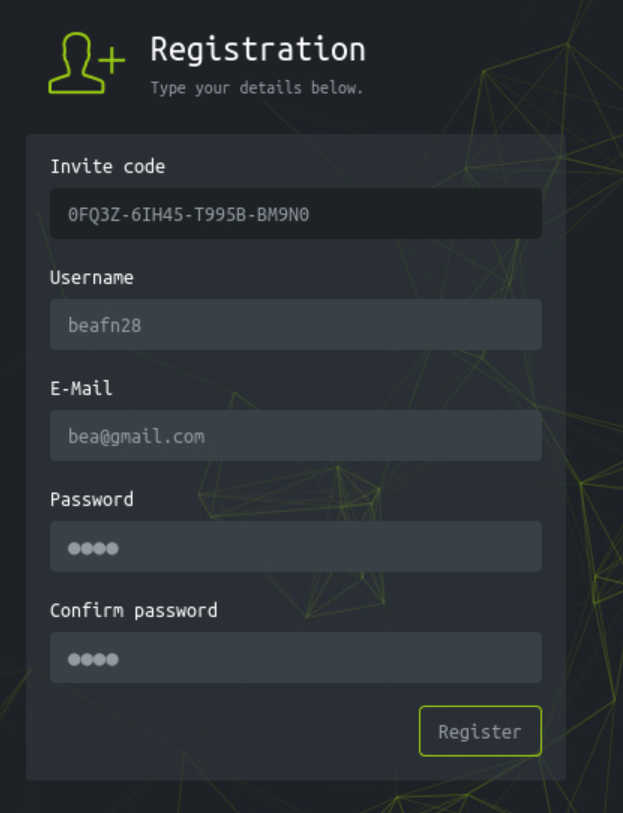 Registration
Type your details below.
Invite code
0FQ3Z-6IH45-T995B-BM9N0
Username
beafn28
E-Mail
bea@gmail.com
Password
●●●●
Confirm password
●●●●
Register